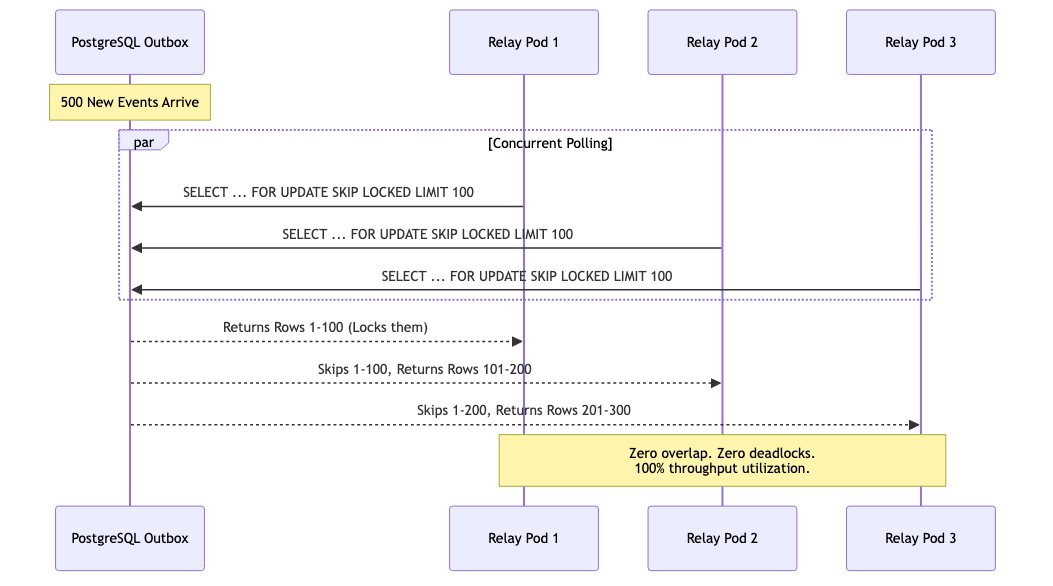 PostgreSQL Outbox
Relay Pod 1
Relay Pod 2
Relay Pod 3
500 New Events Arrive
par
[Concurrent Polling]
SELECT ... FOR UPDATE SKIP LOCKED LIMIT 100
SELECT ... FOR UPDATE SKIP LOCKED LIMIT 100
SELECT ... FOR UPDATE SKIP LOCKED LIMIT 100
Returns Rows 1-100 (Locks them)
Skips 1-100, Returns Rows 101-200
Skips 1-200, Returns Rows 201-300
Zero overlap. Zero deadlocks.
100% throughput utilization.
PostgreSQL Outbox
Relay Pod 1
Relay Pod 2
Relay Pod 3